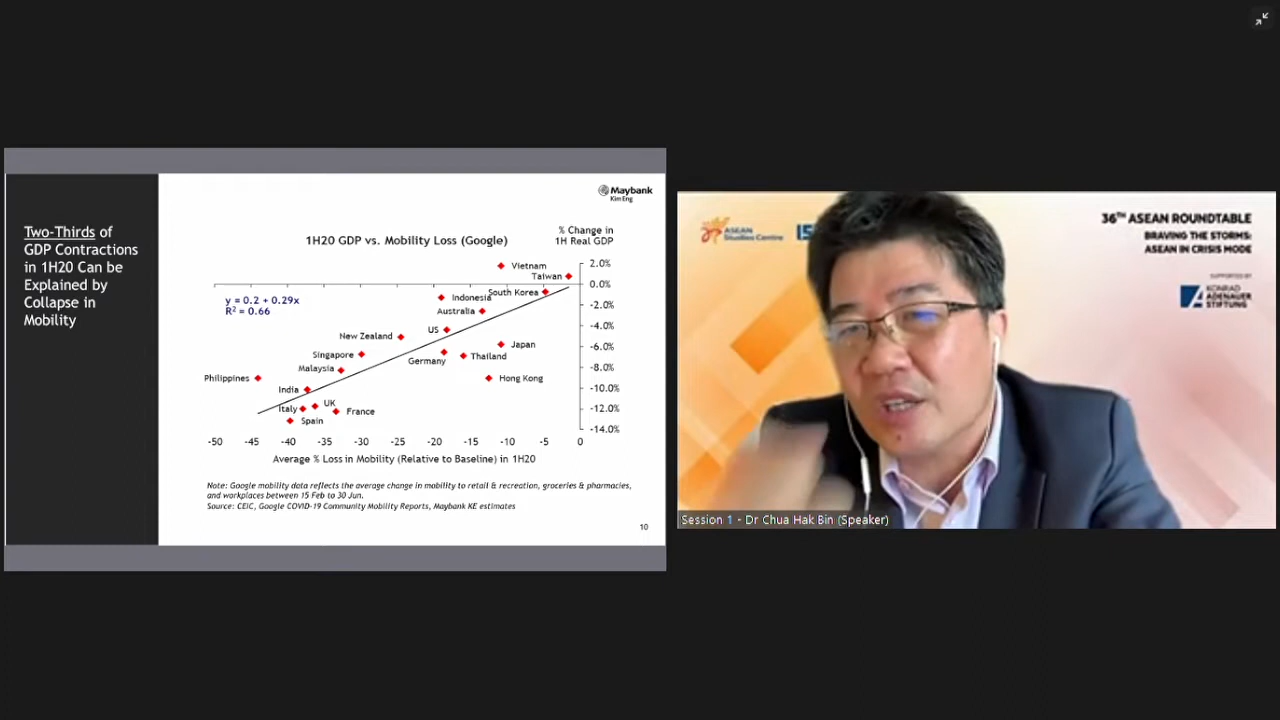 Two-Thirds of
GDP Contractions
in 1H20 Can be
Explained by
Collapse in
Mobility
Maybank
Kim Eng
1H20 GDP vs. Mobility Loss (Google)
% Change in
1H Real GDP
y = 0.2 + 0.29x
R² = 0.66
Vietnam
Taiwan
South Korea
Indonesia
Australia
US
New Zealand
Japan
Singapore
Germany
Thailand
Malaysia
Philippines
Hong Kong
India
Italy
UK
France
Spain
2.0%
0.0%
-2.0%
-4.0%
-6.0%
-8.0%
-10.0%
-12.0%
-14.0%
-50 -45 -40 -35 -30 -25 -20 -15 -10 -5 0
Average % Loss in Mobility (Relative to Baseline) in 1H20
Note: Google mobility data reflects the average change in mobility to retail & recreation, groceries & pharmacies,
and workplaces between 15 Feb to 30 Jun.
Source: CEIC, Google COVID-19 Community Mobility Reports, Maybank KE estimates
10
ASEAN
Studies Centre
36TH ASEAN ROUNDTABLE
BRAVING THE STORMS:
ASEAN IN CRISIS MODE
SUPPORTED BY
KONRAD
ADENAUER
STIFTUNG
Session 1 - Dr Chua Hak Bin (Speaker)